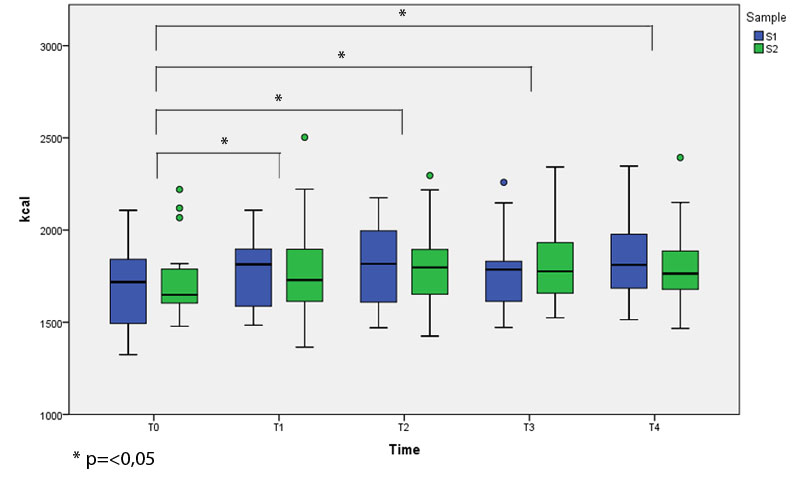 *
Sample
S1
S2
3000
*
*
2500
*
kcal
2000
1500
1000
T0 T1 T2 T3 T4
Time
* p=<0,05